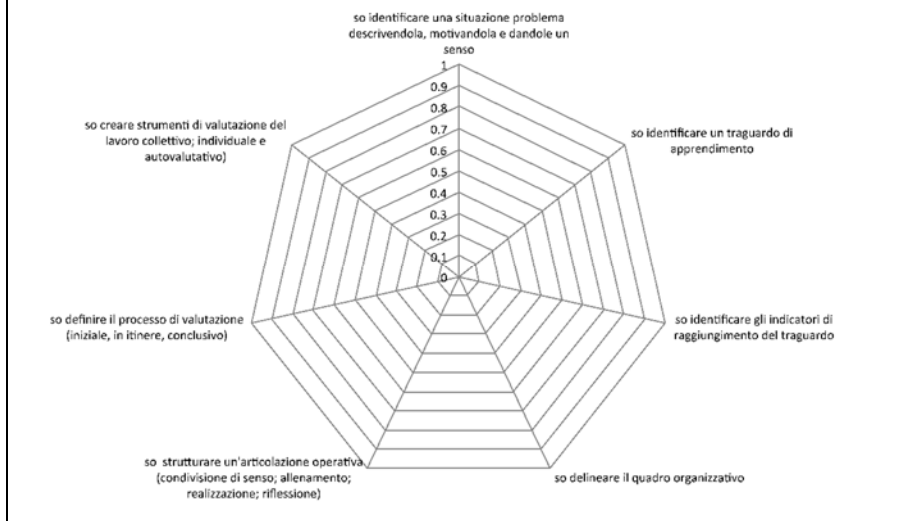 so identificare una situazione problema
descrivendola, motivandola e dandole un
senso
1
0.9
0.8
0.7
0.6
0.5
0.4
0.3
0.2
0.1
0
so identificare un traguardo di
apprendimento
so identificare gli indicatori di
raggiungimento del traguardo
so delineare il quadro organizzativo
so strutturare un'articolazione operativa
(condivisione di senso; allenamento;
realizzazione; riflessione)
so definire il processo di valutazione
(iniziale, in itinere, conclusivo)
so creare strumenti di valutazione del
lavoro collettivo; individuale e
autovalutativo)